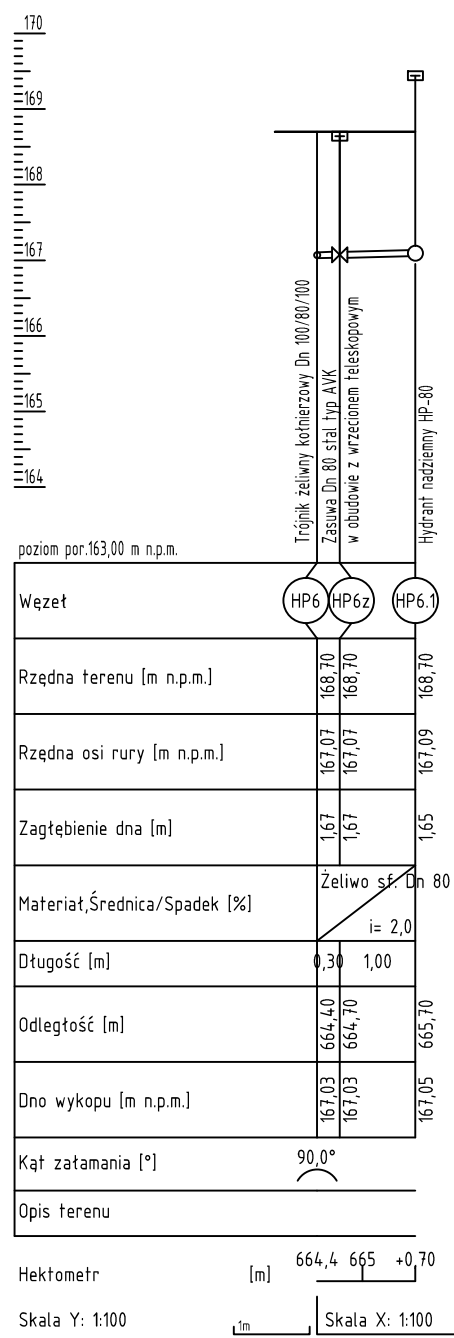 170
169
168
167
166
165
164
Trójnik żeliwny kołnierzowy Dn 100/80/100
Zasuwa Dn 80 stal typ AVK
w obudowie z wrzecionem teleskopowym
Hydrant nadziemny HP-80
poziom por.163,00 m n.p.m.
Węzeł HP6 HP6z HP6.1
Rzędna terenu [m n.p.m.] 168,70 168,70 168,70
Rzędna osi rury [m n.p.m.] 167,07 167,07 167,09
Zagłębienie dna [m] 1,67 1,67 1,65
Materiał,Średnica/Spadek [%] Żeliwo sf. Dn 80
i= 2,0
Długość [m] 0,30 1,00
Odległość [m] 664,40 664,70 665,70
Dno wykopu [m n.p.m.] 167,03 167,03 167,05
Kąt załamania [°] 90,0°
Opis terenu
Hektometr [m] 664,4 665 +0,70
Skala Y: 1:100 1m Skala X: 1:100